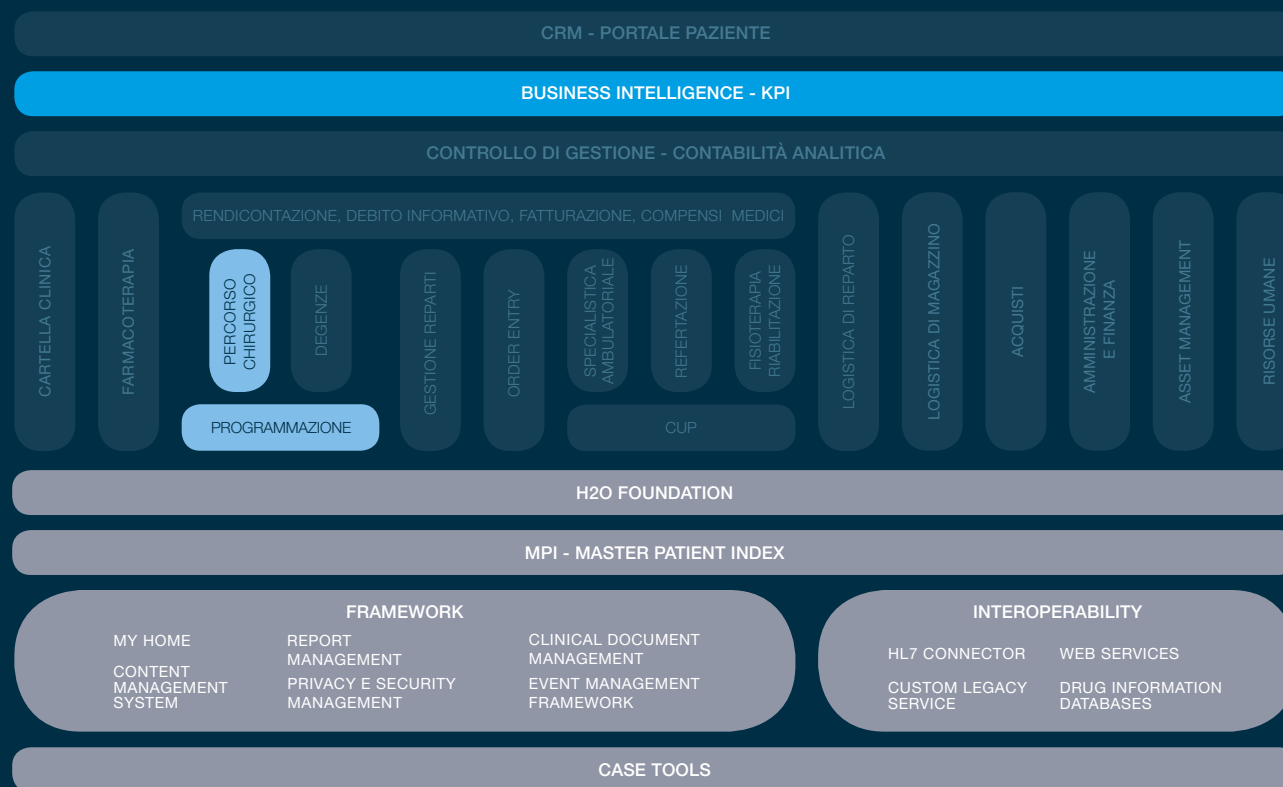 CRM - PORTALE PAZIENTE
BUSINESS INTELLIGENCE - KPI
CONTROLLO DI GESTIONE - CONTABILITÀ ANALITICA
CARTELLA CLINICA
FARMACOTERAPIA
RENDICONTAZIONE, DEBITO INFORMATIVO, FATTURAZIONE, COMPENSI MEDICI
PERCORSO
CHIRURGICO
DEGENZE
PROGRAMMAZIONE
GESTIONE REPARTI
ORDER ENTRY
SPECIALISTICA
AMBULATORIALE
REFERTAZIONE
FISIOTERAPIA
RIABILITAZIONE
CUP
LOGISTICA DI REPARTO
LOGISTICA DI MAGAZZINO
ACQUISTI
AMMINISTRAZIONE
E FINANZA
ASSET MANAGEMENT
RISORSE UMANE
H2O FOUNDATION
MPI - MASTER PATIENT INDEX
FRAMEWORK
MY HOME
CONTENT
MANAGEMENT
SYSTEM
REPORT
MANAGEMENT
PRIVACY E SECURITY
MANAGEMENT
CLINICAL DOCUMENT
MANAGEMENT
EVENT MANAGEMENT
FRAMEWORK
INTEROPERABILITY
HL7 CONNECTOR
CUSTOM LEGACY
SERVICE
WEB SERVICES
DRUG INFORMATION
DATABASES
CASE TOOLS